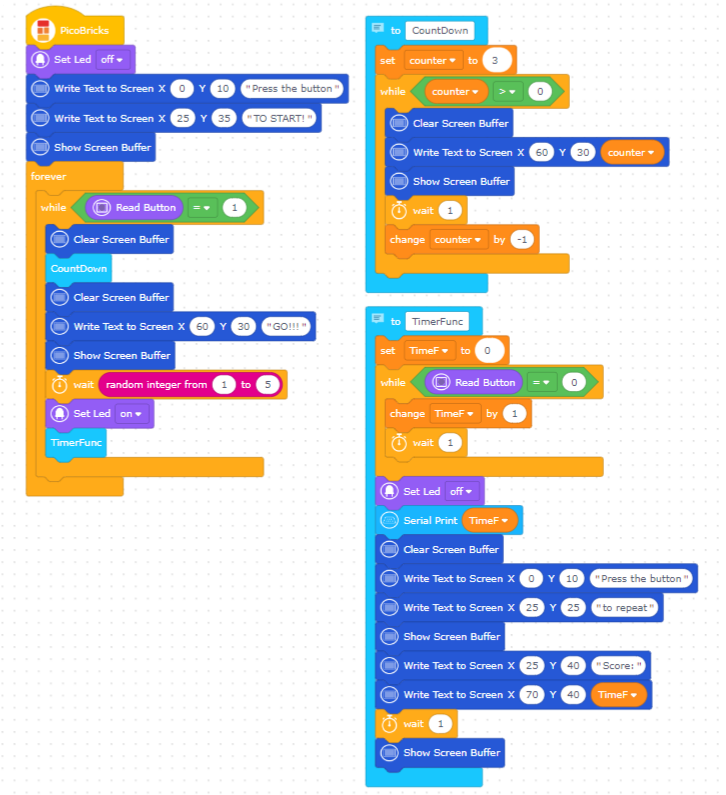 PicoBricks
Set Led off
Write Text to Screen X 0 Y 10 "Press the button"
Write Text to Screen X 25 Y 35 "TO START!"
Show Screen Buffer
forever
while Read Button = 1
Clear Screen Buffer
CountDown
Clear Screen Buffer
Write Text to Screen X 60 Y 30 "GO!!!"
Show Screen Buffer
wait random integer from 1 to 5
Set Led on
TimerFunc
to CountDown
set counter to 3
while counter > 0
Clear Screen Buffer
Write Text to Screen X 60 Y 30 counter
Show Screen Buffer
wait 1
change counter by -1
to TimerFunc
set TimeF to 0
while Read Button = 0
change TimeF by 1
wait 1
Set Led off
Serial Print TimeF
Clear Screen Buffer
Write Text to Screen X 0 Y 10 "Press the button"
Write Text to Screen X 25 Y 25 "to repeat"
Show Screen Buffer
Write Text to Screen X 25 Y 40 "Score:"
Write Text to Screen X 70 Y 40 TimeF
wait 1
Show Screen Buffer